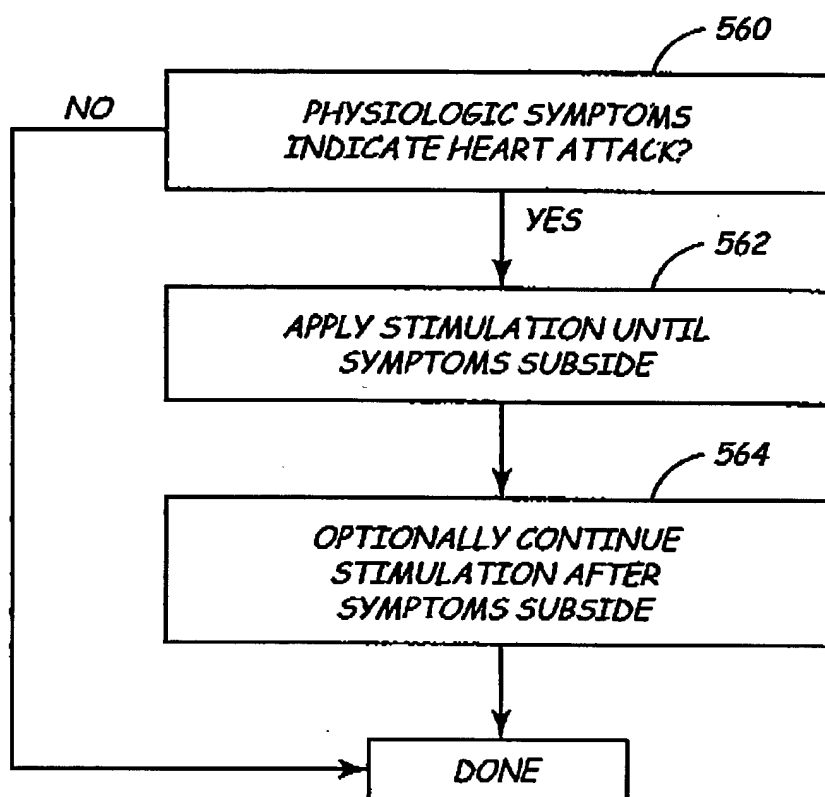 560
NO
PHYSIOLOGIC SYMPTOMS
INDICATE HEART ATTACK?
YES
562
APPLY STIMULATION UNTIL
SYMPTOMS SUBSIDE
564
OPTIONALLY CONTINUE
STIMULATION AFTER
SYMPTOMS SUBSIDE
DONE